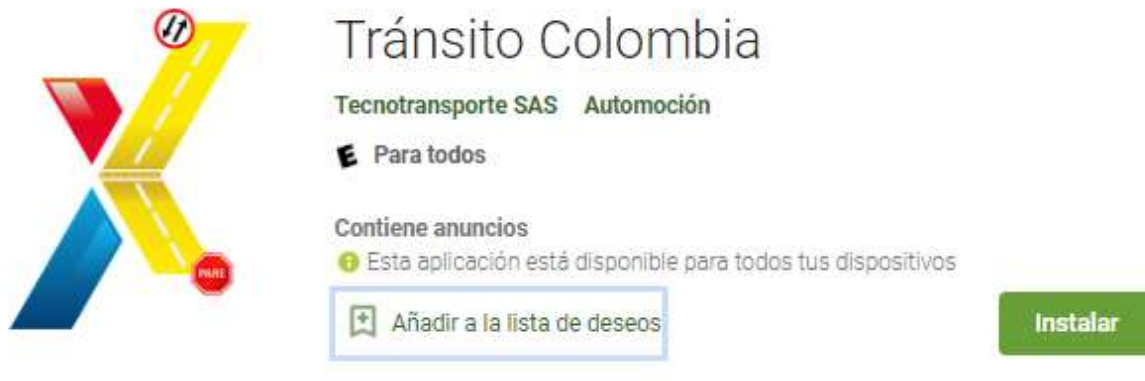 Tránsito Colombia
Tecnotransporte SAS Automoción
E Para todos
Contiene anuncios
Esta aplicación está disponible para todos tus dispositivos
Añadir a la lista de deseos
Instalar
PARE